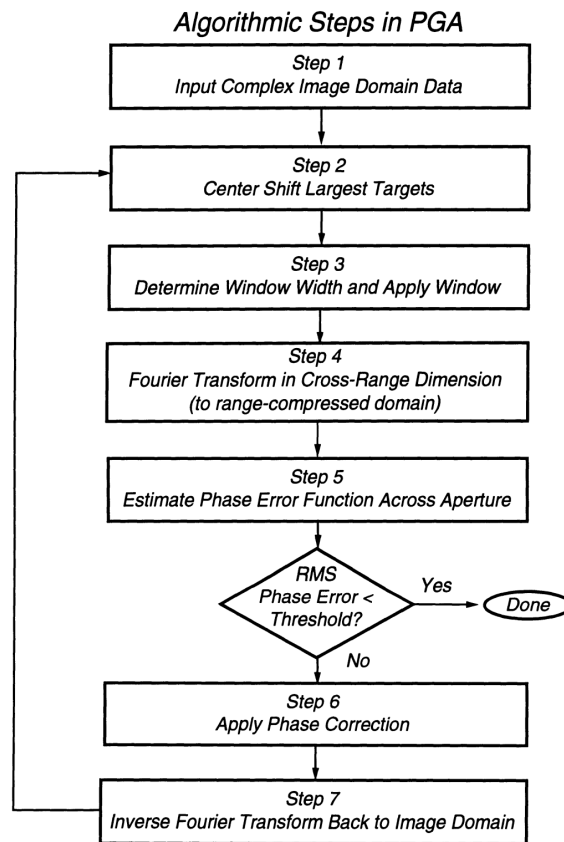 Algorithmic Steps in PGA
Step 1
Input Complex Image Domain Data
Step 2
Center Shift Largest Targets
Step 3
Determine Window Width and Apply Window
Step 4
Fourier Transform in Cross-Range Dimension
(to range-compressed domain)
Step 5
Estimate Phase Error Function Across Aperture
RMS
Phase Error <
Threshold?
Yes
Done
No
Step 6
Apply Phase Correction
Step 7
Inverse Fourier Transform Back to Image Domain